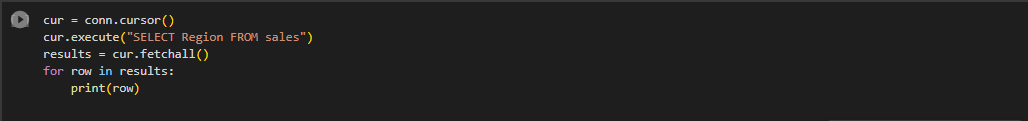 cur = conn.cursor()
cur.execute("SELECT Region FROM sales")
results = cur.fetchall()
for row in results:
    print(row)